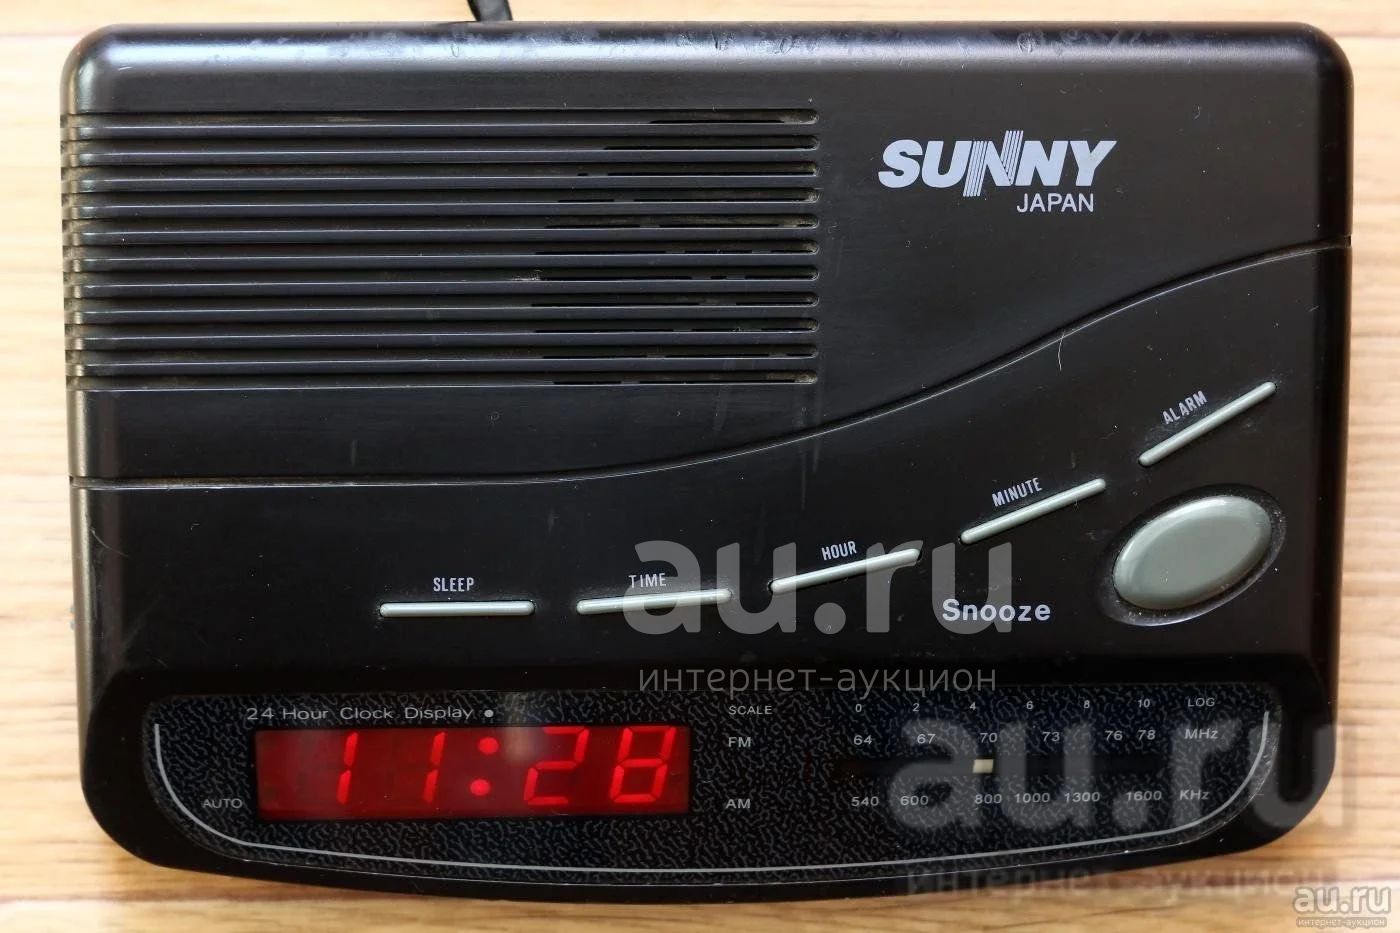 SUNNY
JAPAN
ALARM
MINUTE
HOUR
TIME
SLEEP
Snooze
au.ru
интернет-аукцион
24 Hour Clock Display
SCALE 0 2 4 6 8 10 LOG
FM 64 67 70 73 76 78 MHz
11:28
AUTO
AM 540 600 800 1000 1300 1600 KHz
au.ru
интернет-аукцион
au.ru
интернет-аукцион